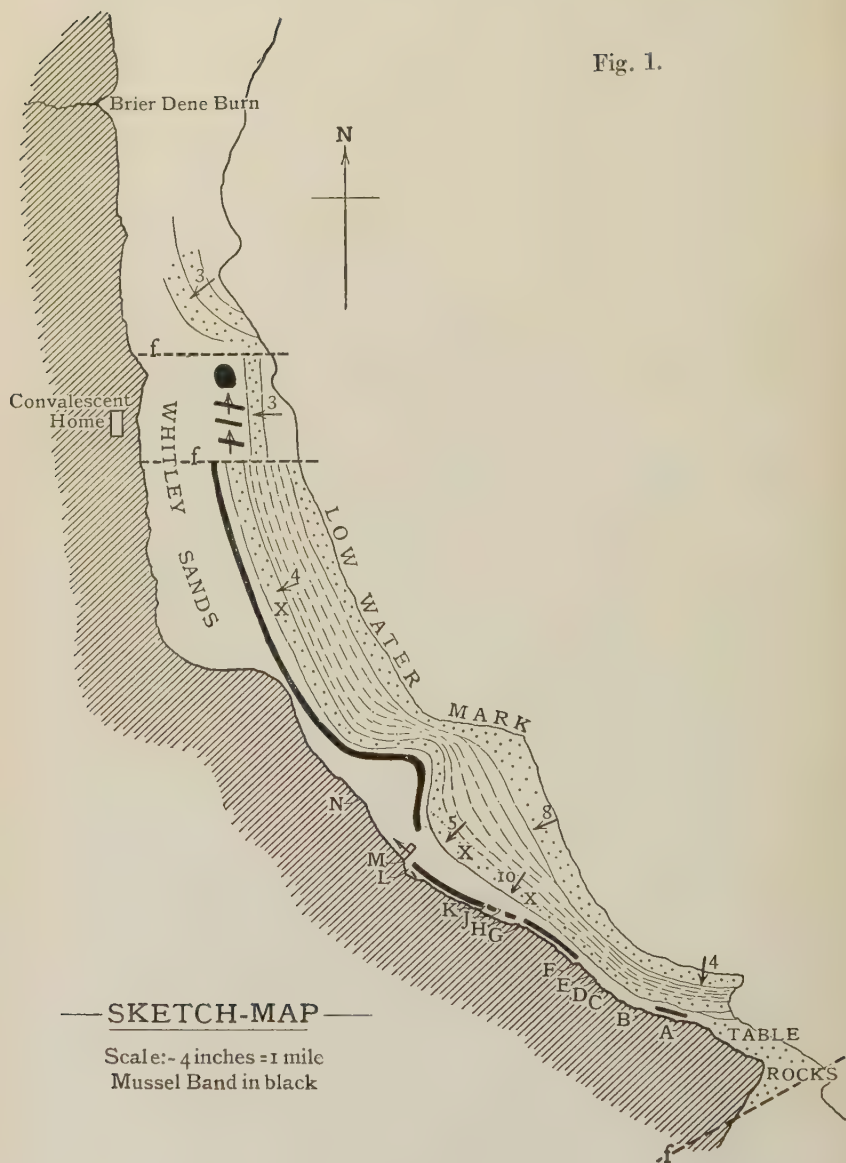 Fig. 1.
Brier Dene Burn
N
3
f
Convalescent
Home
3
WHITLEY
SANDS
f
LOW WATER
MARK
4
X
8
N
5
X
10
X
M
L
K
J
H
G
F
E
D
C
B
A
4
TABLE
ROCKS
f
SKETCH-MAP
Scale:- 4 inches = 1 mile
Mussel Band in black